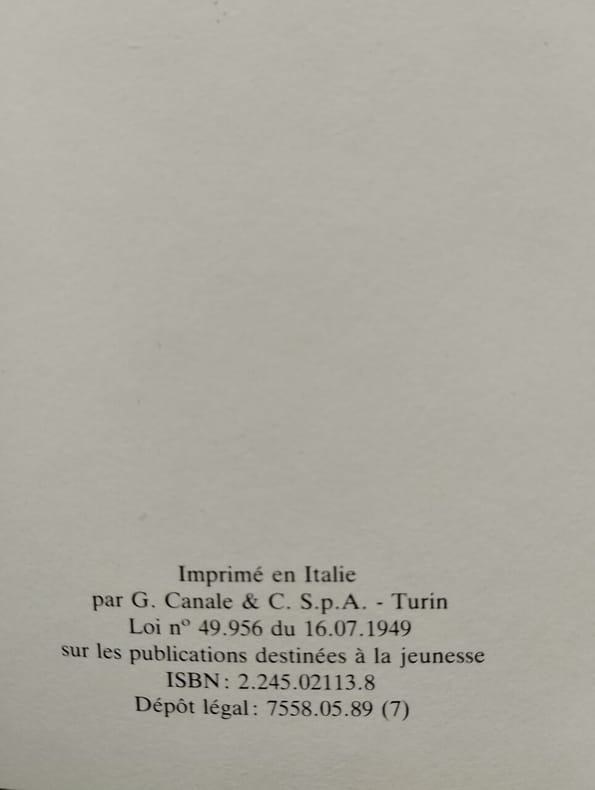 Imprimé en Italie
par G. Canale & C. S.p.A. - Turin
Loi nº 49.956 du 16.07.1949
sur les publications destinées à la jeunesse
ISBN : 2.245.02113.8
Dépôt légal : 7558.05.89 (7)